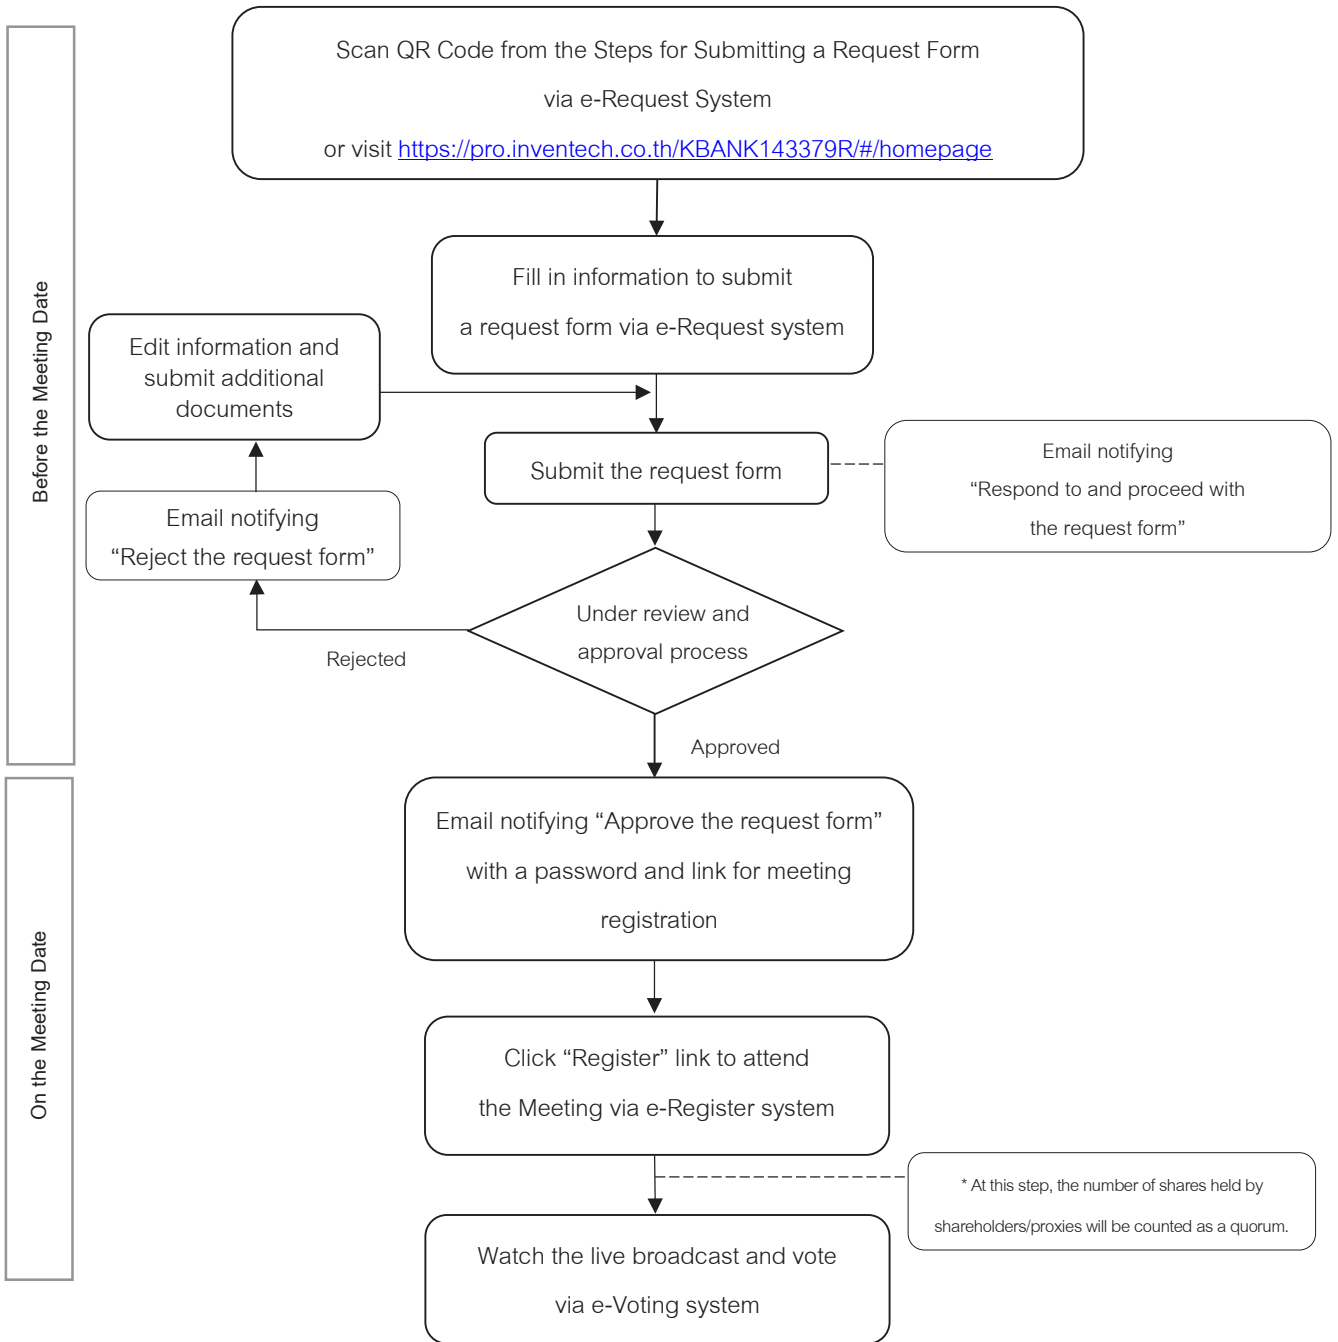 Before the Meeting Date
Scan QR Code from the Steps for Submitting a Request Form
via e-Request System
or visit https://pro.inventech.co.th/KBANK143379R/#/homepage
Fill in information to submit
a request form via e-Request system
Edit information and
submit additional
documents
Submit the request form
Email notifying
“Respond to and proceed with
the request form”
Email notifying
“Reject the request form”
Under review and
approval process
Rejected
Approved
On the Meeting Date
Email notifying “Approve the request form”
with a password and link for meeting
registration
Click “Register” link to attend
the Meeting via e-Register system
* At this step, the number of shares held by
shareholders/proxies will be counted as a quorum.
Watch the live broadcast and vote
via e-Voting system